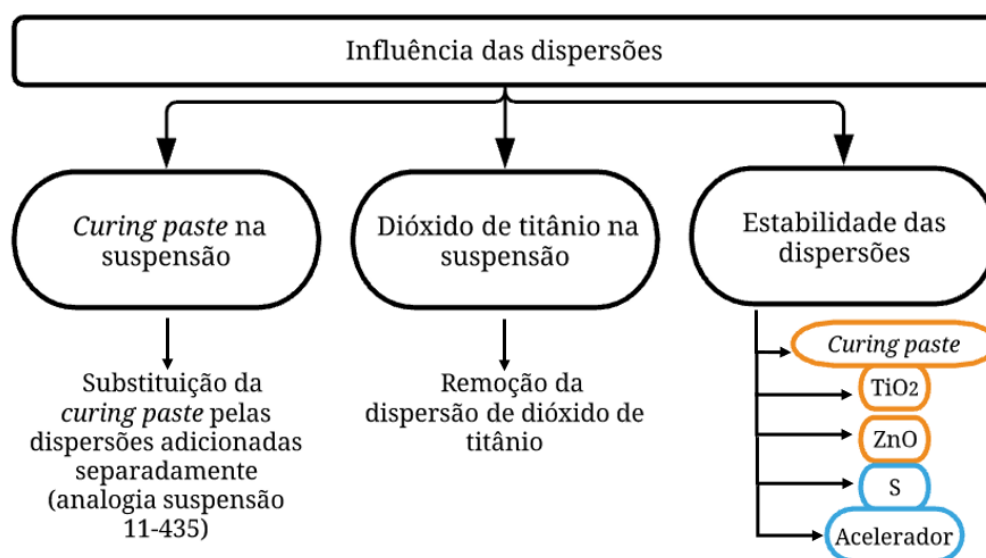 Influência das dispersões
Curing paste na
suspensão
Dióxido de titânio na
suspensão
Estabilidade das
dispersões
Substituição da
curing paste pelas
dispersões adicionadas
separadamente
(analogia suspensão
11-435)
Remoção da
dispersão de dióxido de
titânio
Curing paste
TiO2
ZnO
S
Acelerador